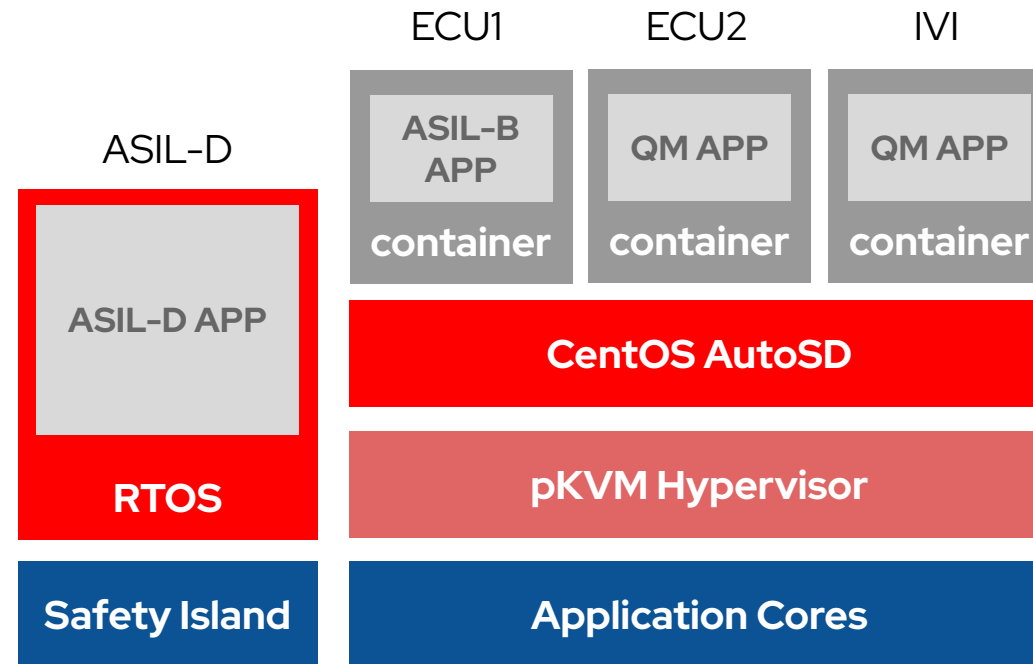 ECU1
ECU2
IVI
ASIL-D
ASIL-B
APP
QM APP
QM APP
container
container
container
ASIL-D APP
CentOS AutoSD
pKVM Hypervisor
RTOS
Safety Island
Application Cores